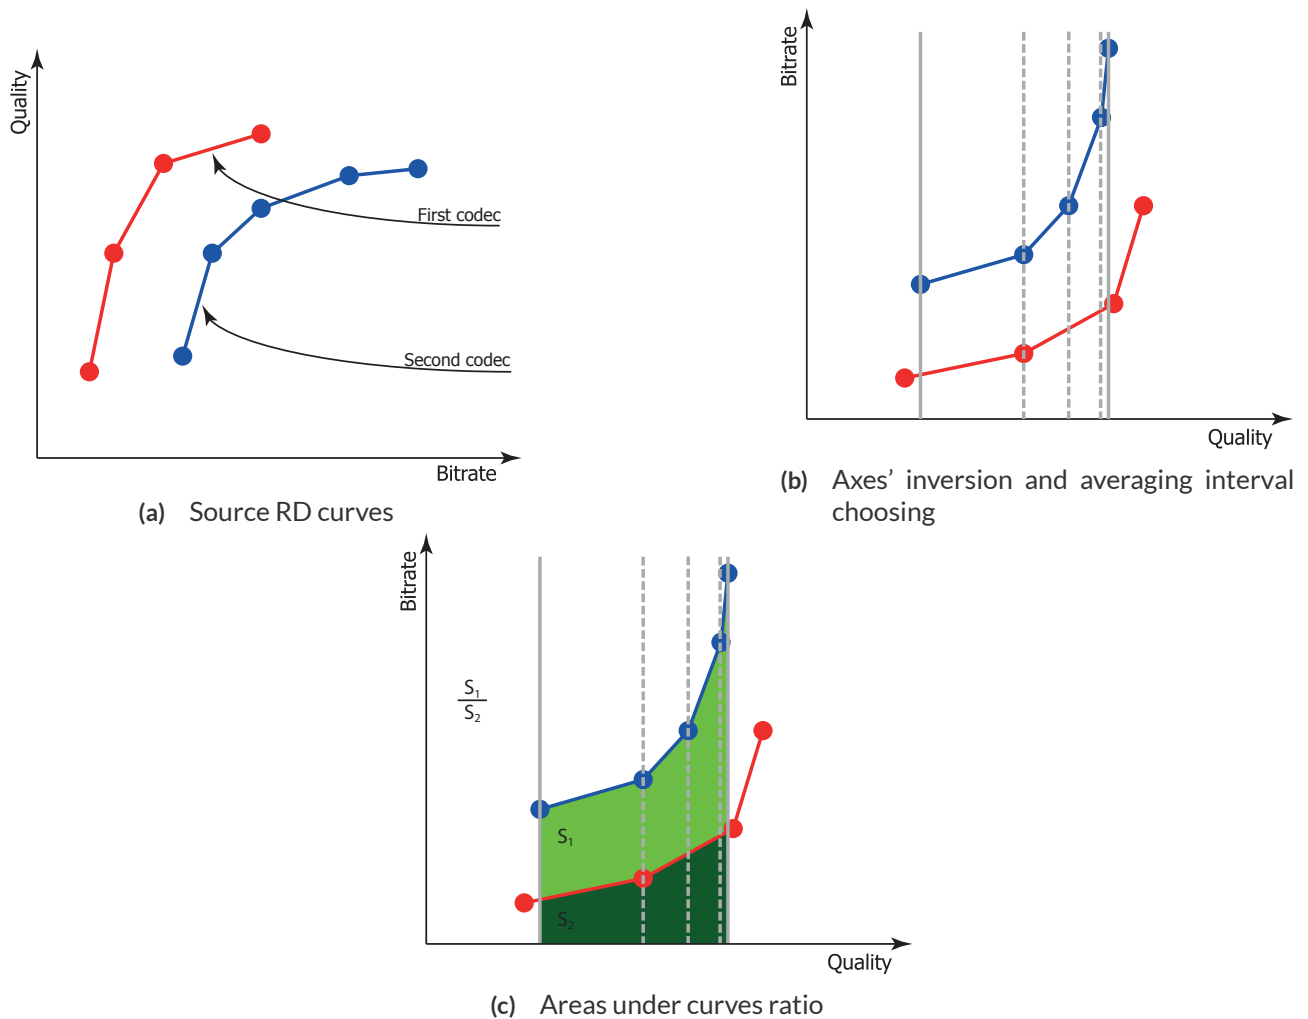 Quality
First codec
Second codec
Bitrate
(a) Source RD curves
Bitrate
Quality
(b) Axes’ inversion and averaging interval
choosing
Bitrate
S₁
S₂
S₁
S₂
Quality
(c) Areas under curves ratio